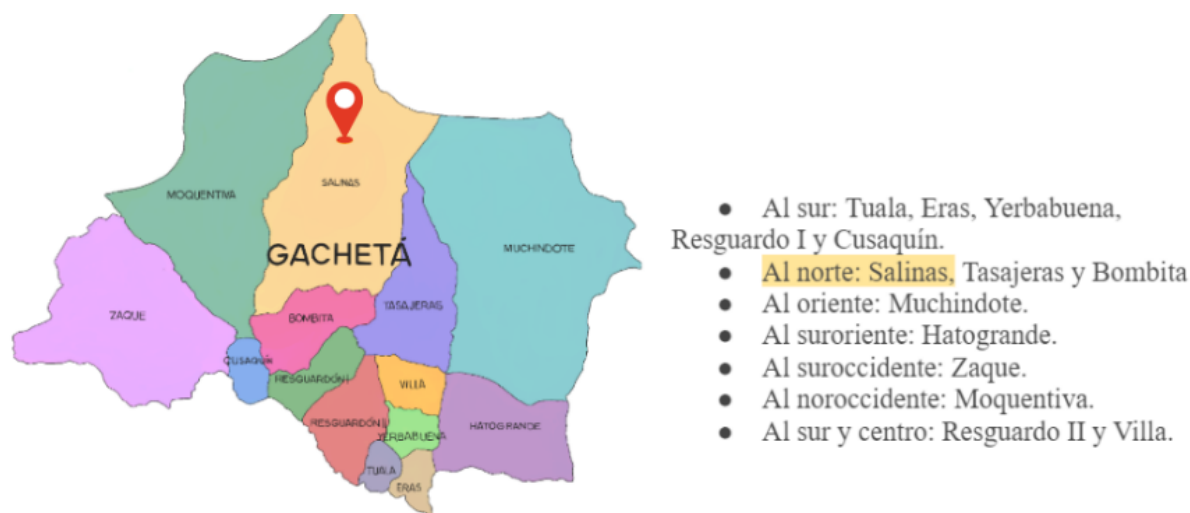 SALINAS
MOQUENTIVA
GACHETÁ
MUCHINDOTE
TASAJERAS
ZAQUE
BOMBITA
CUSAQUÍN
RESGUARDÓN I
VILLA
RESGUARDÓN II
YERBABUENA
HATOGRANDE
TUALA
ERAS
● Al sur: Tuala, Eras, Yerbabuena,
Resguardo I y Cusaquín.
● Al norte: Salinas, Tasajeras y Bombita
● Al oriente: Muchindote.
● Al suroriente: Hatogrande.
● Al suroccidente: Zaque.
● Al noroccidente: Moquentiva.
● Al sur y centro: Resguardo II y Villa.